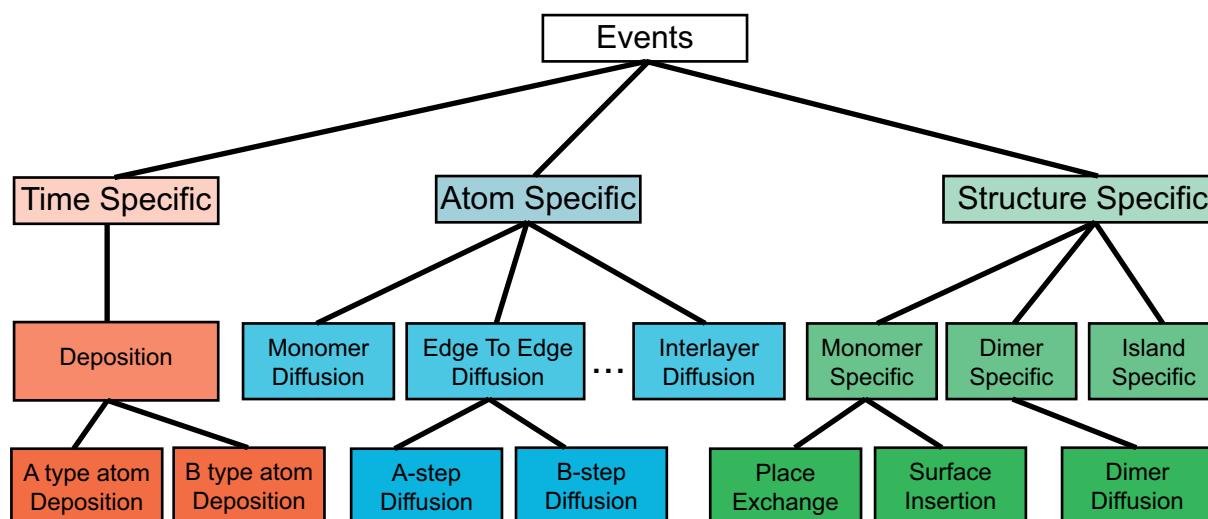 Events
Time Specific
Atom Specific
Structure Specific
Deposition
Monomer
Diffusion
Edge To Edge
Diffusion
...
Interlayer
Diffusion
Monomer
Specific
Dimer
Specific
Island
Specific
A type atom
Deposition
B type atom
Deposition
A-step
Diffusion
B-step
Diffusion
Place
Exchange
Surface
Insertion
Dimer
Diffusion